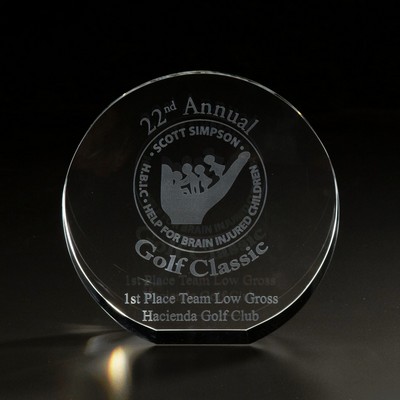 22nd Annual
· SCOTT SIMPSON ·
H.B.I.C · HELP FOR BRAIN INJURED CHILDREN
Golf Classic
1st Place Team Low Gross
Hacienda Golf Club